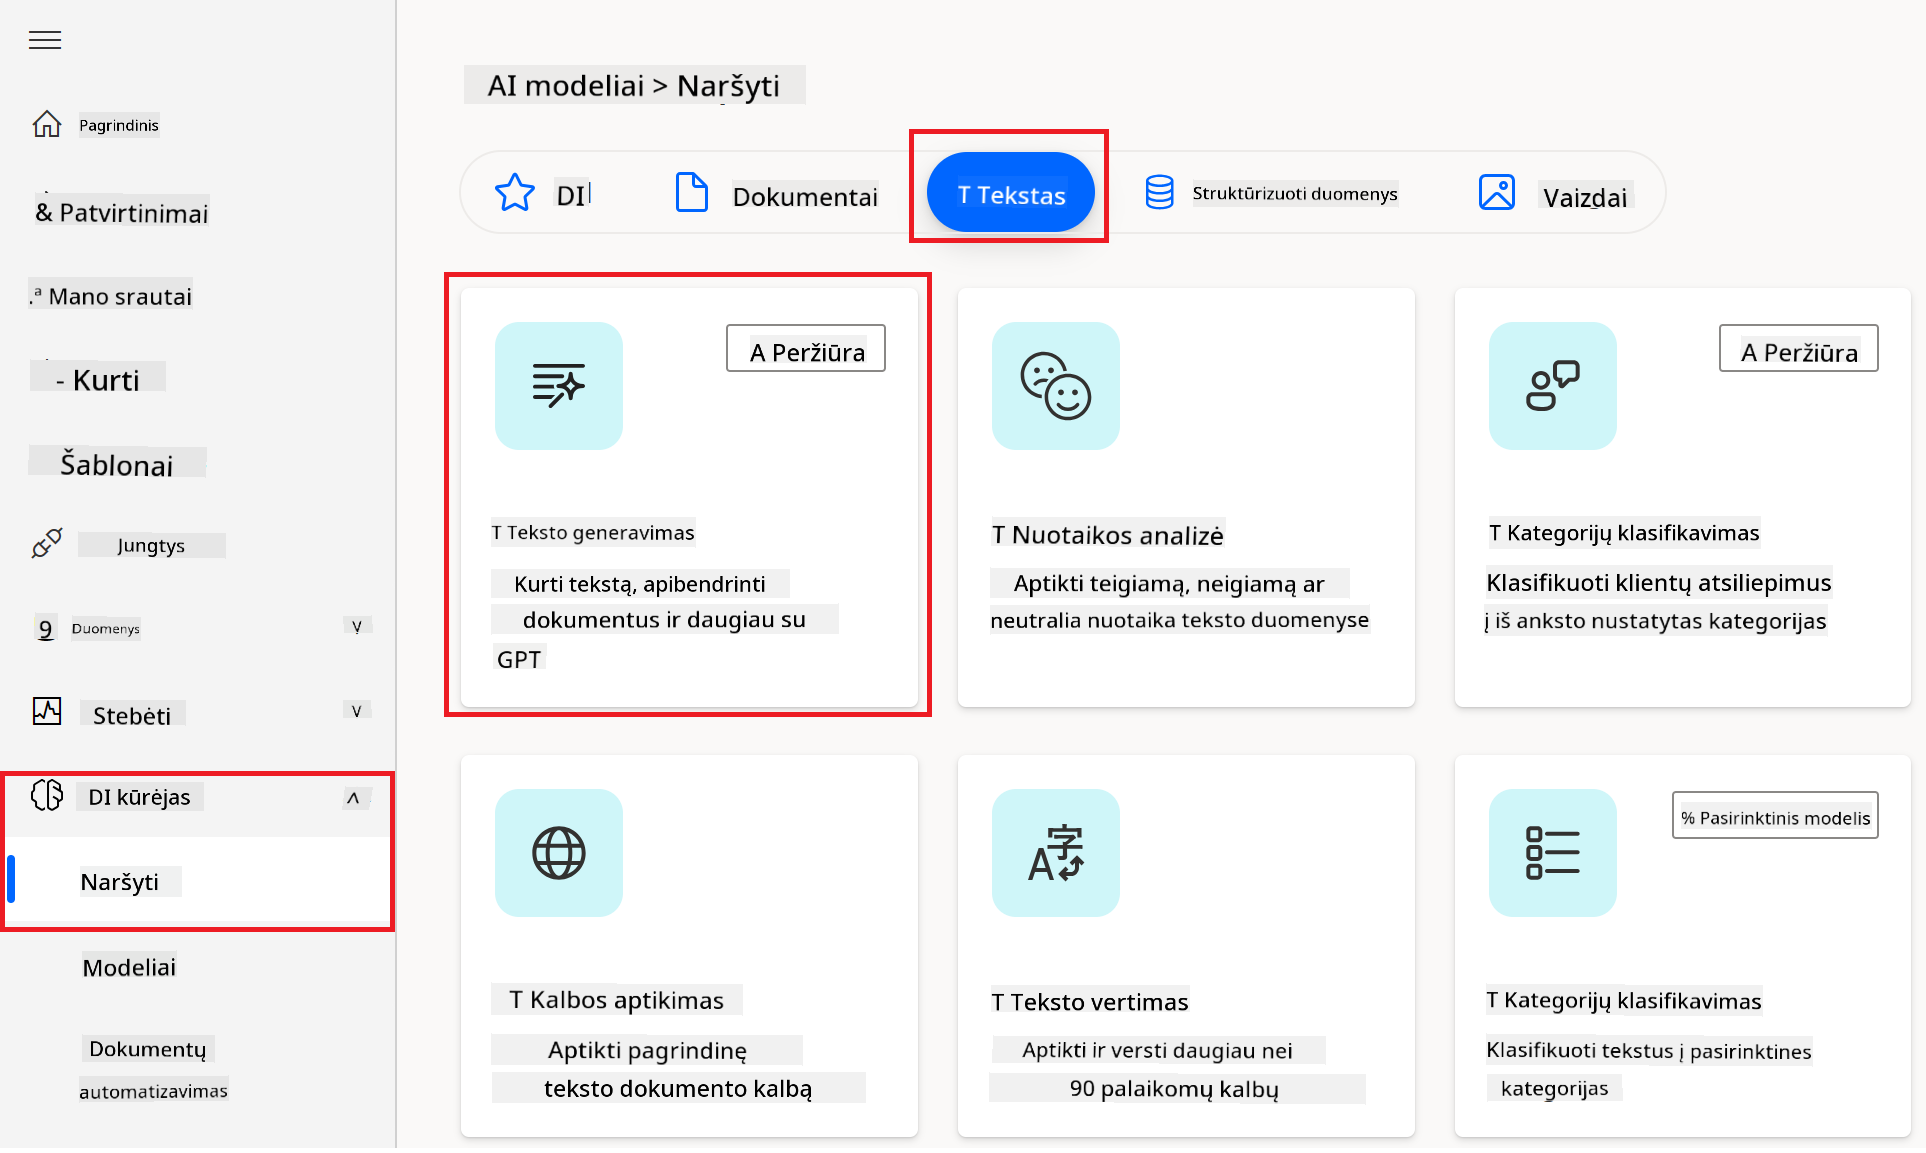 Pagrindinis
& Patvirtinimai
.ª Mano srautai
- Kurti
Šablonai
Jungtys
9 Duomenys
Stebėti
DI kūrėjas
Naršyti
Modeliai
Dokumentų
automatizavimas
AI modeliai > Naršyti
DI
Dokumentai
T Tekstas
Struktūrizuoti duomenys
Vaizdai
A Peržiūra
T Teksto generavimas
Kurti tekstą, apibendrinti
dokumentus ir daugiau su
GPT
T Nuotaikos analizė
Aptikti teigiamą, neigiamą ar
neutralia nuotaika teksto duomenyse
A Peržiūra
T Kategorijų klasifikavimas
Klasifikuoti klientų atsiliepimus
į iš anksto nustatytas kategorijas
T Kalbos aptikimas
Aptikti pagrindinę
teksto dokumento kalbą
字
A
T Teksto vertimas
Aptikti ir versti daugiau nei
90 palaikomų kalbų
% Pasirinktinis modelis
T Kategorijų klasifikavimas
Klasifikuoti tekstus į pasirinktines
kategorijas